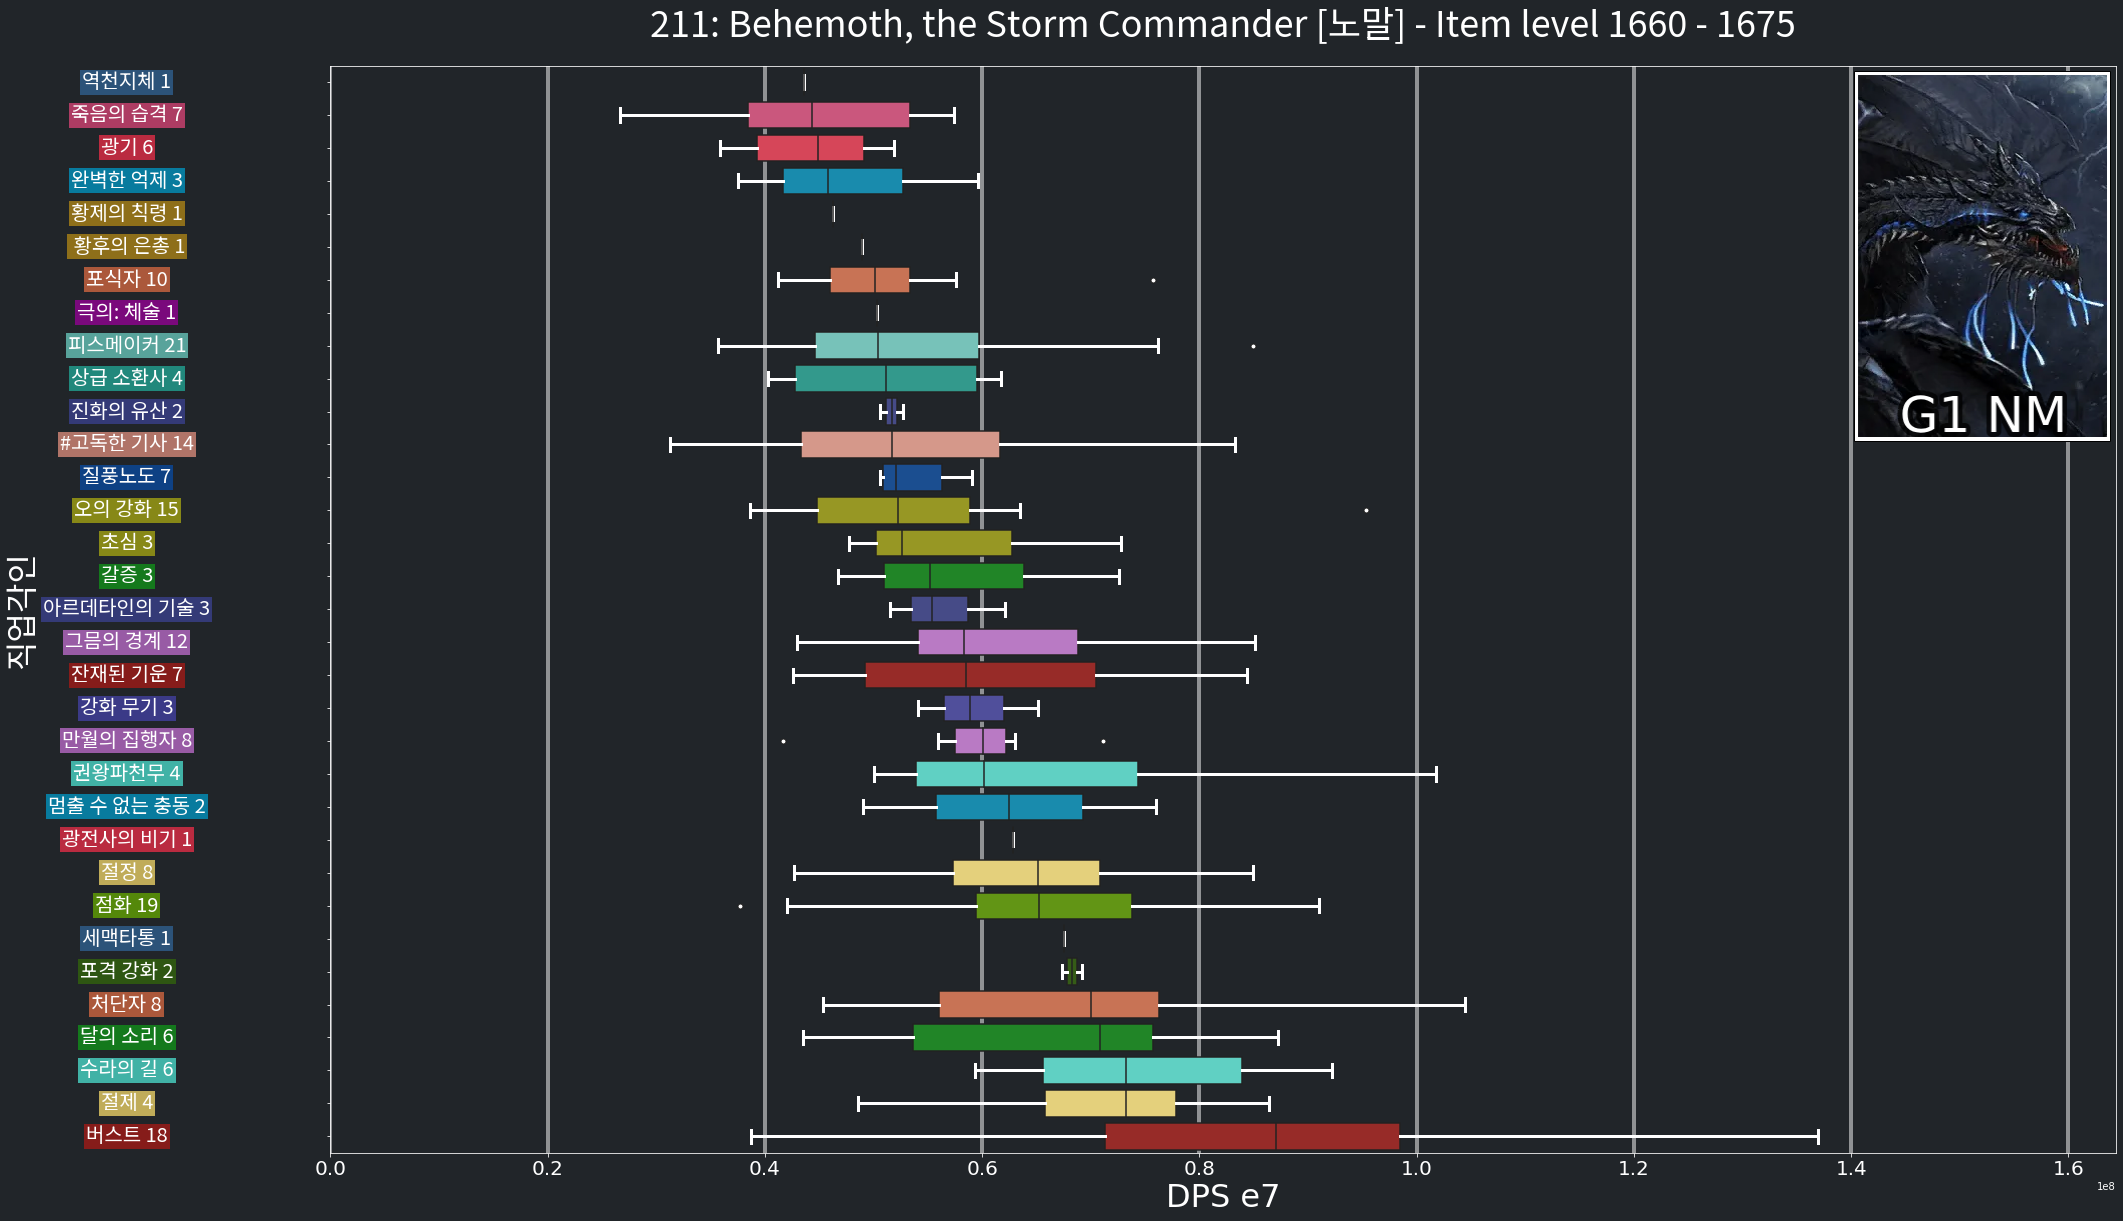 211: Behemoth, the Storm Commander [노말] - Item level 1660 - 1675
역천지체 1
죽음의 습격 7
광기 6
완벽한 억제 3
황제의 칙령 1
황후의 은총 1
포식자 10
극의: 체술 1
피스메이커 21
상급 소환사 4
진화의 유산 2
#고독한 기사 14
질풍노도 7
오의 강화 15
초심 3
갈증 3
아르데타인의 기술 3
그믐의 경계 12
잔재된 기운 7
강화 무기 3
만월의 집행자 8
권왕파천무 4
멈출 수 없는 충동 2
광전사의 비기 1
절정 8
점화 19
세맥타통 1
포격 강화 2
처단자 8
달의 소리 6
수라의 길 6
절제 4
버스트 18
직업각인
G1 NM
0.0 0.2 0.4 0.6 0.8 1.0 1.2 1.4 1.6
1e8
DPS e7